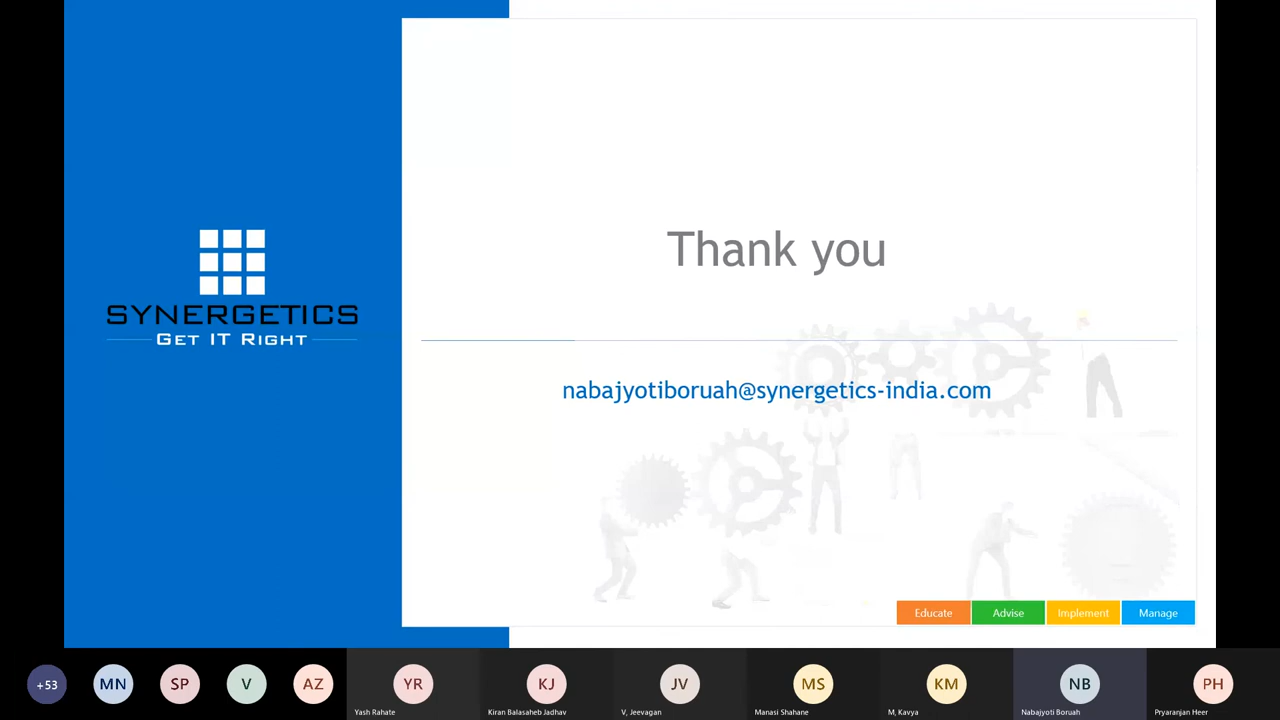 SYNERGETICS
GET IT RIGHT
Thank you
nabajyotiboruah@synergetics-india.com
Educate
Advise
Implement
Manage
+53
MN
SP
V
AZ
YR
KJ
JV
MS
KM
NB
PH
Yash Rahate
Kiran Balasaheb Jadhav
V, Jeevagan
Manasi Shahane
M, Kavya
Nabajyoti Boruah
Pryaranjan Heer